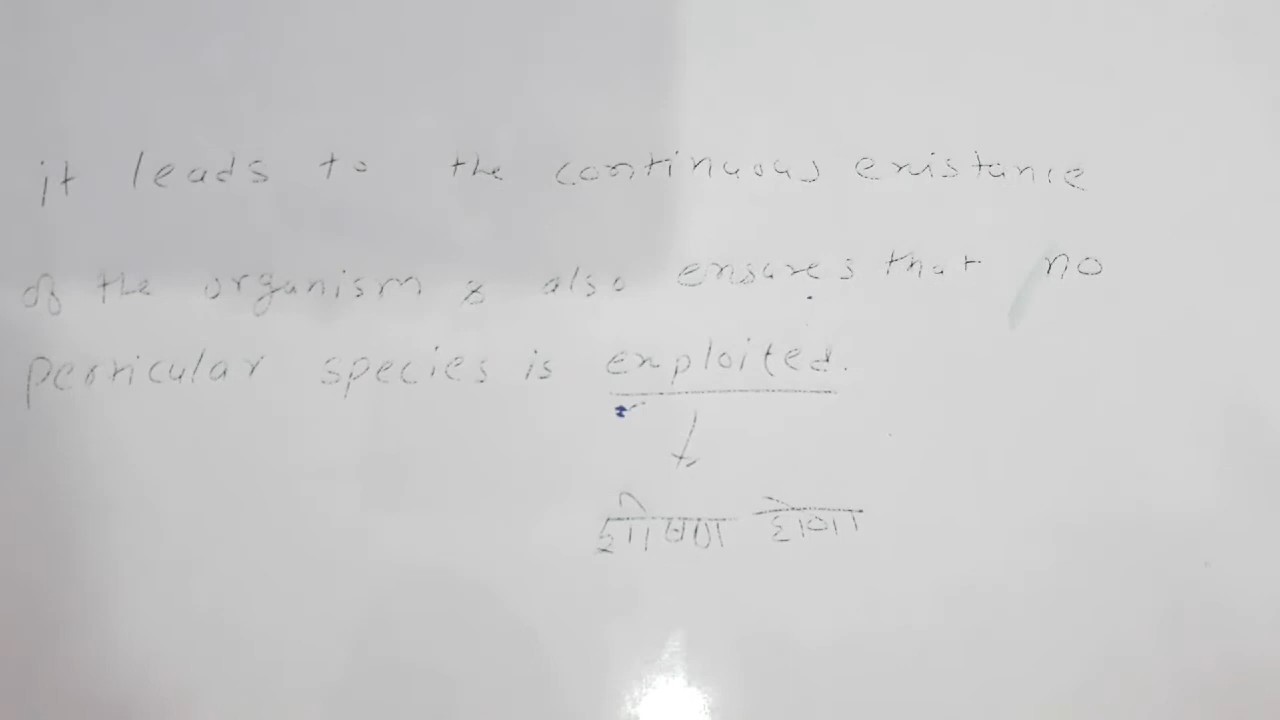 it leads to the continuous existance
of the organism & also ensures that no
perticular species is exploited.
शोषण होना